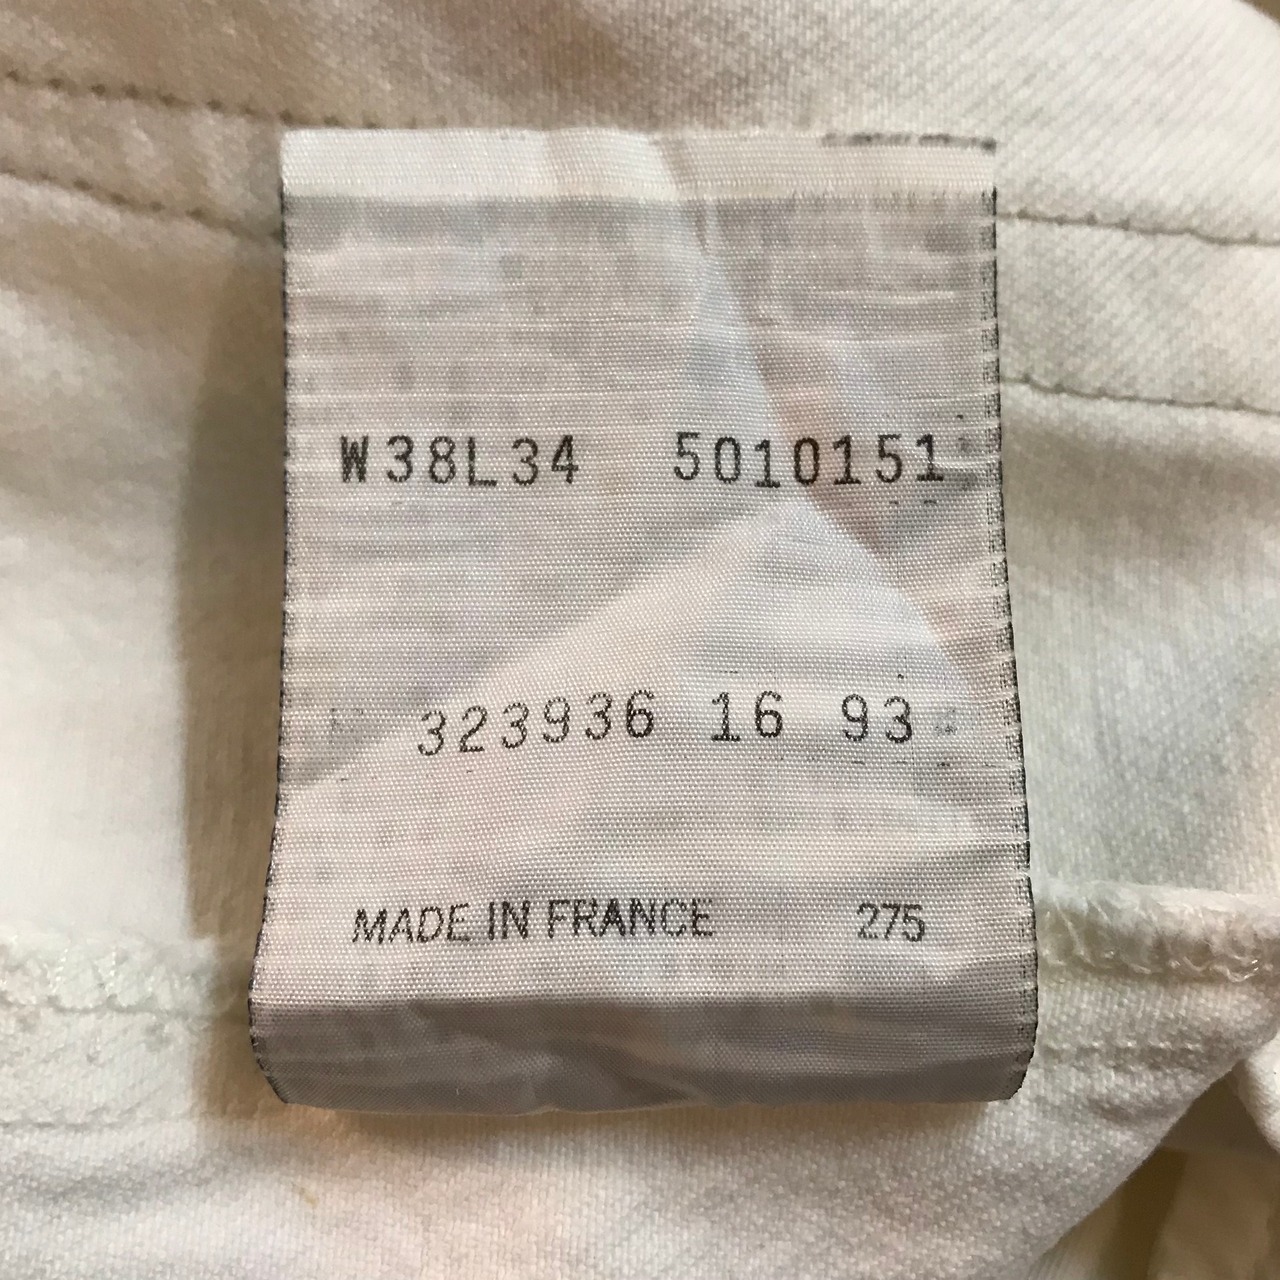 W38L34 5010151
323936 16 93
MADE IN FRANCE 275